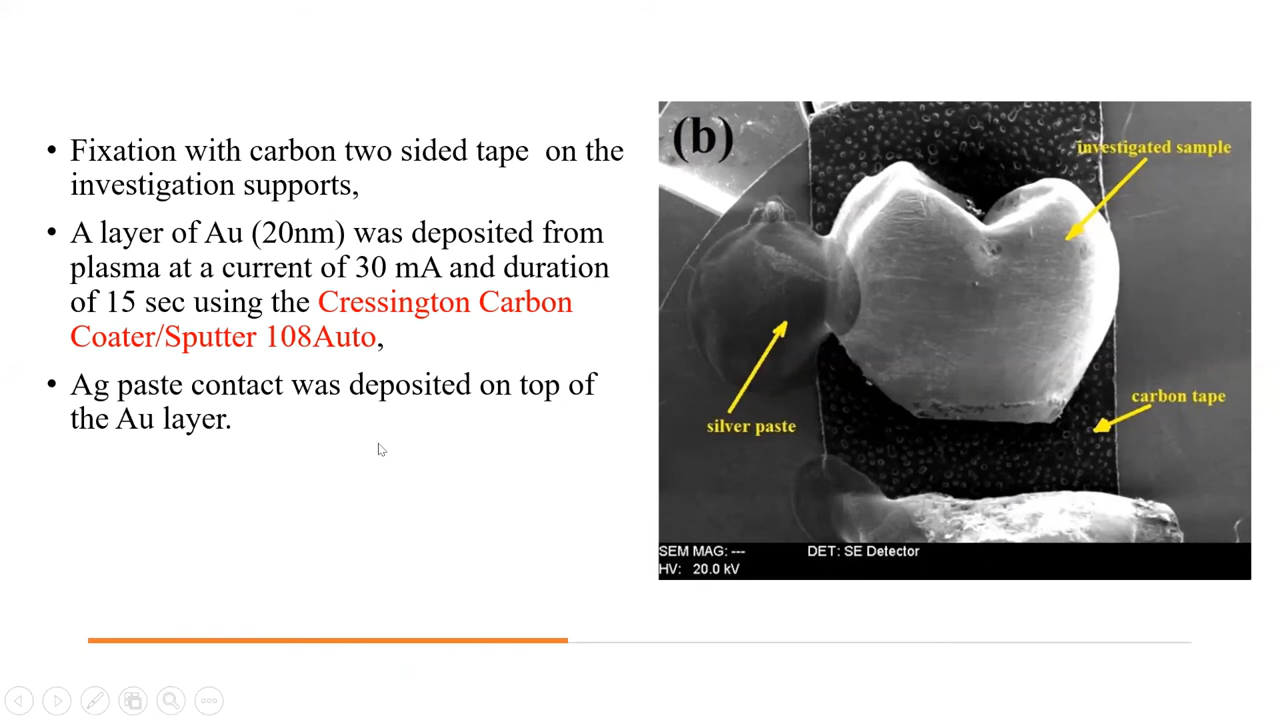 • Fixation with carbon two sided tape on the
investigation supports,
• A layer of Au (20nm) was deposited from
plasma at a current of 30 mA and duration
of 15 sec using the Cressington Carbon
Coater/Sputter 108Auto,
• Ag paste contact was deposited on top of
the Au layer.
(b)
investigated sample
silver paste
carbon tape
SEM MAG: --- DET: SE Detector
HV: 20.0 kV